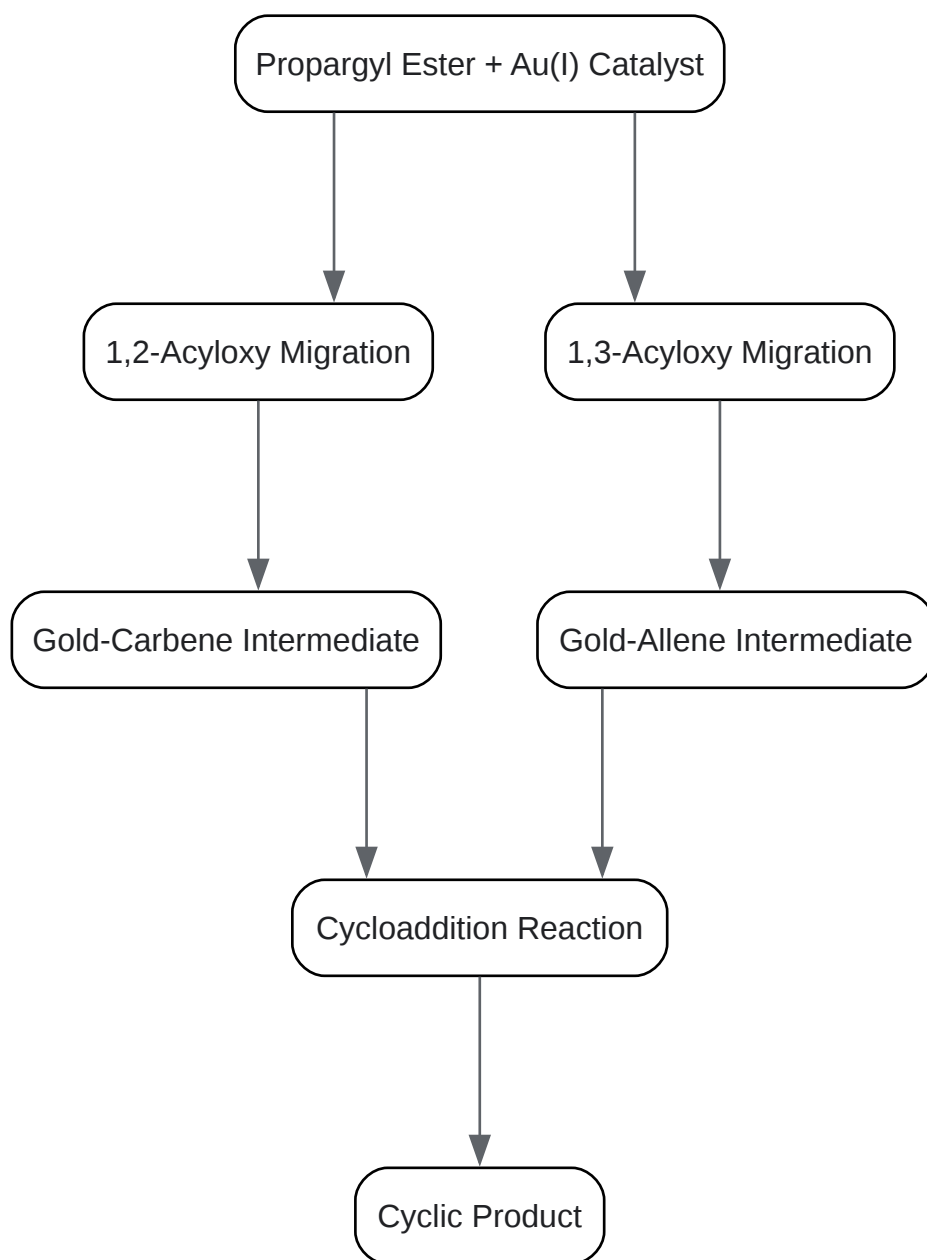 Propargyl Ester + Au(I) Catalyst
1,2-Acyloxy Migration
1,3-Acyloxy Migration
Gold-Carbene Intermediate
Gold-Allene Intermediate
Cycloaddition Reaction
Cyclic Product